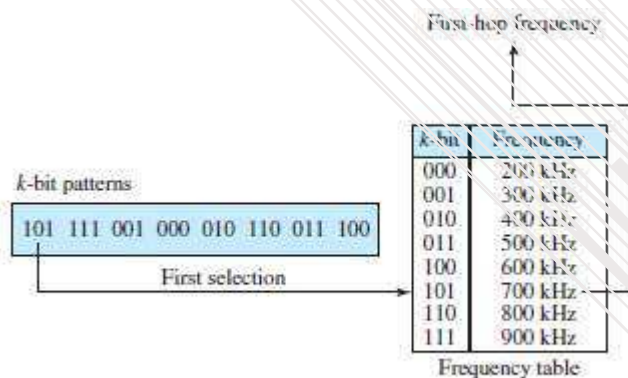 First-hop frequency
k-bit Frequency
000 200 kHz
001 300 kHz
010 400 kHz
011 500 kHz
100 600 kHz
101 700 kHz
110 800 kHz
111 900 kHz
Frequency table
k-bit patterns
101 111 001 000 010 110 011 100
First selection